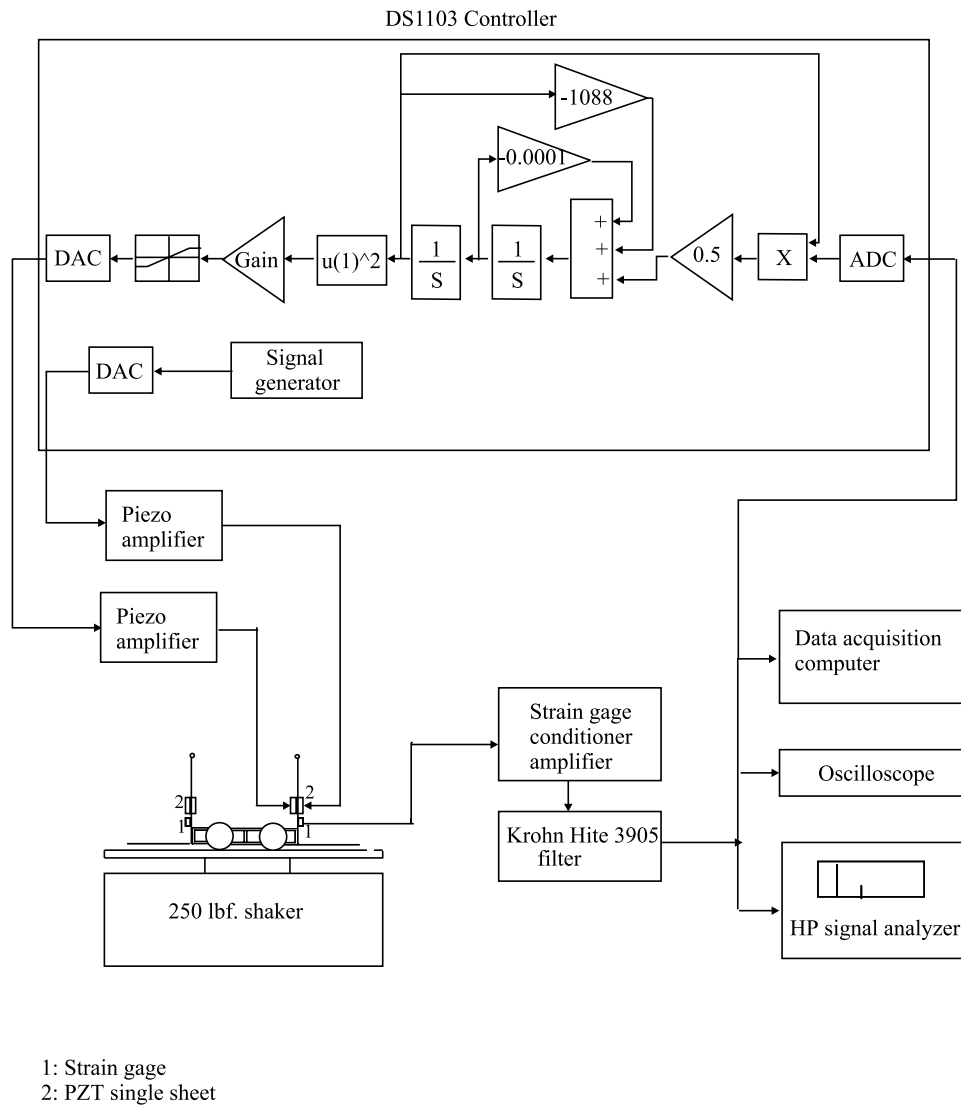 DS1103 Controller
-1088
-0.0001
+
+
+
DAC
Gain
u(1)^2
1
S
1
S
0.5
X
ADC
DAC
Signal
generator
Piezo
amplifier
Piezo
amplifier
Data acquisition
computer
Strain gage
conditioner
amplifier
Oscilloscope
2
2
1
1
Krohn Hite 3905
filter
250 lbf. shaker
HP signal analyzer
1: Strain gage
2: PZT single sheet